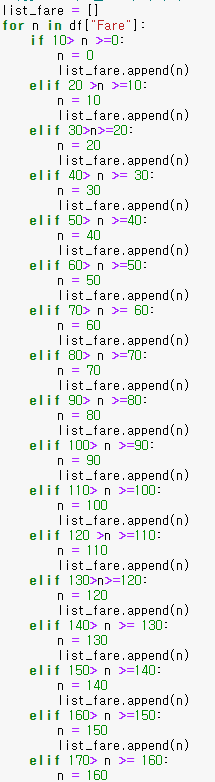 list_fare = []
for n in df["Fare"]:
    if 10> n >=0:
        n = 0
        list_fare.append(n)
    elif 20 >n >=10:
        n = 10
        list_fare.append(n)
    elif 30>n>=20:
        n = 20
        list_fare.append(n)
    elif 40> n >= 30:
        n = 30
        list_fare.append(n)
    elif 50> n >=40:
        n = 40
        list_fare.append(n)
    elif 60> n >=50:
        n = 50
        list_fare.append(n)
    elif 70> n >= 60:
        n = 60
        list_fare.append(n)
    elif 80> n >=70:
        n = 70
        list_fare.append(n)
    elif 90> n >=80:
        n = 80
        list_fare.append(n)
    elif 100> n >=90:
        n = 90
        list_fare.append(n)
    elif 110> n >=100:
        n = 100
        list_fare.append(n)
    elif 120 >n >=110:
        n = 110
        list_fare.append(n)
    elif 130>n>=120:
        n = 120
        list_fare.append(n)
    elif 140> n >= 130:
        n = 130
        list_fare.append(n)
    elif 150> n >=140:
        n = 140
        list_fare.append(n)
    elif 160> n >=150:
        n = 150
        list_fare.append(n)
    elif 170> n >= 160:
        n = 160